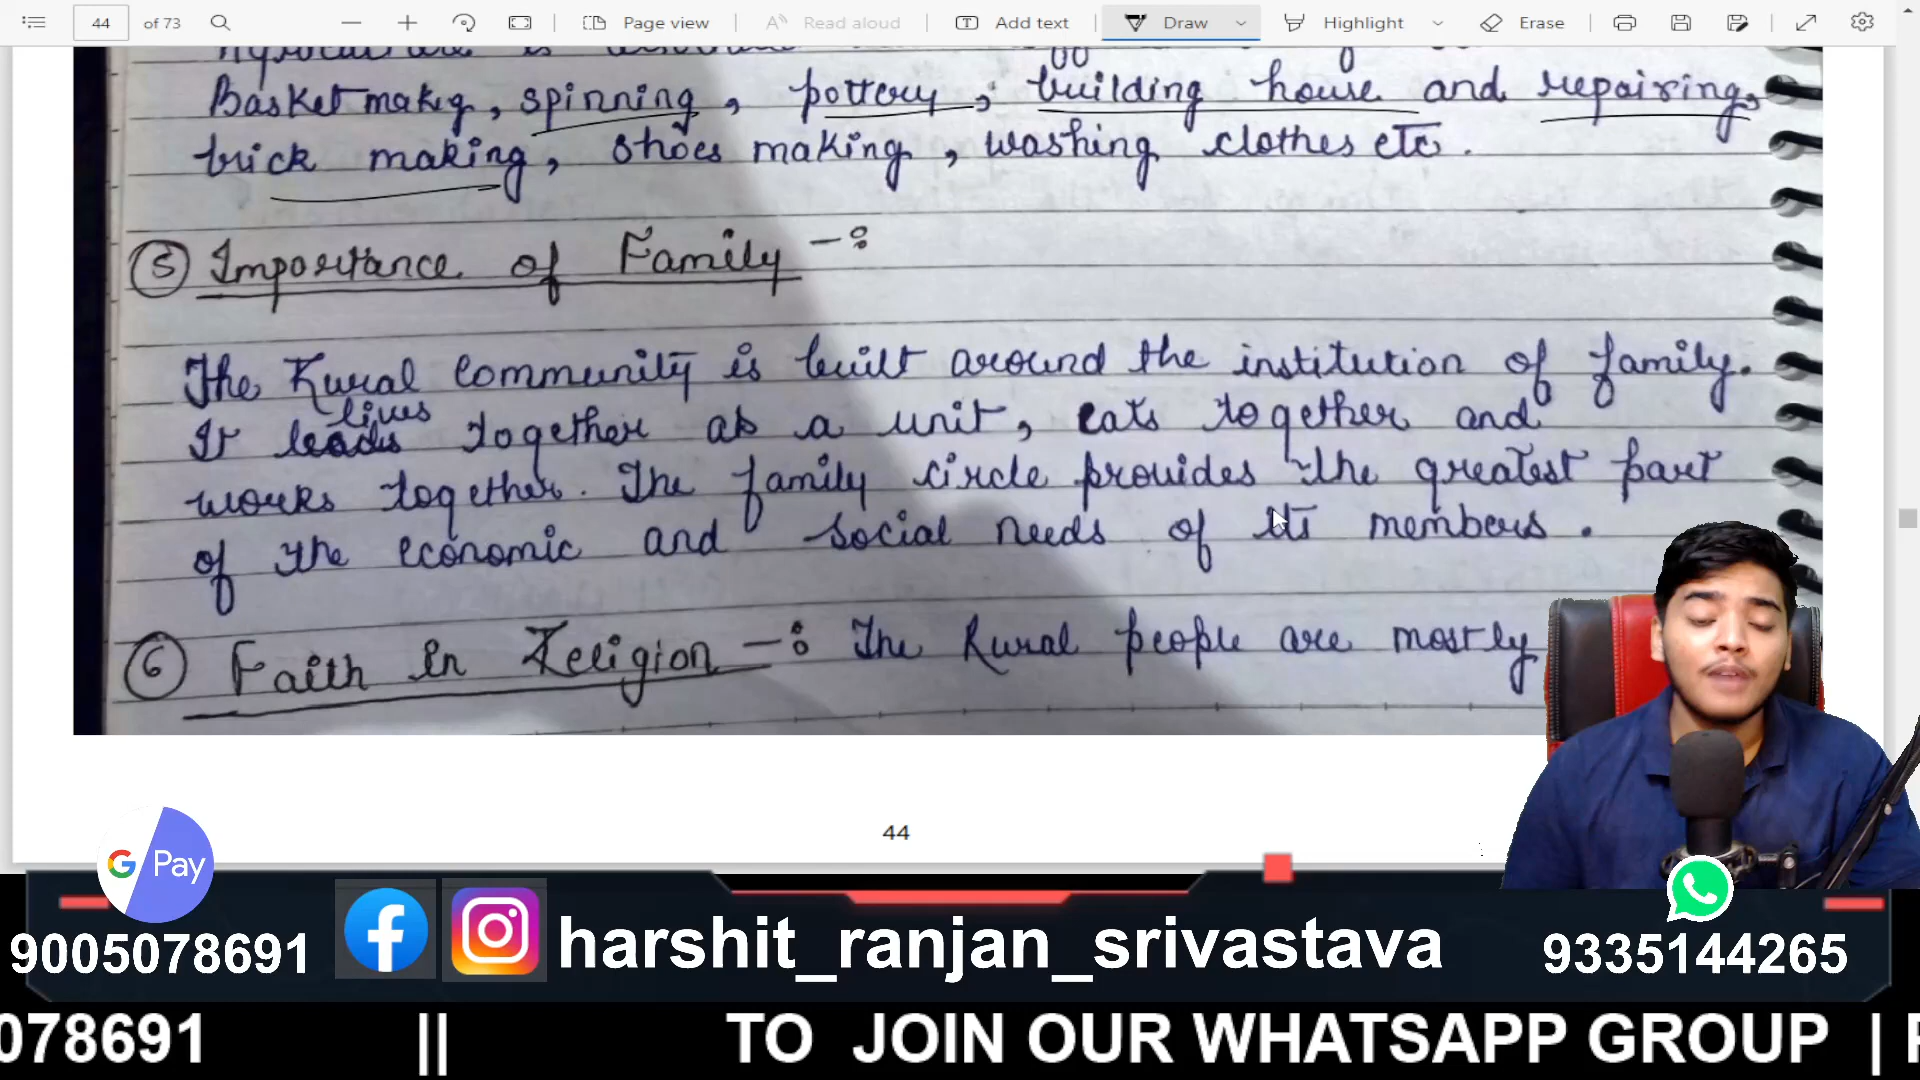 44 of 73 Page view Read aloud Add text Draw Highlight Erase
is
Basket makeg, spinning, pottery, building house and repairing,
brick making, shoes making, washing clothes etc.
5 Importance of Family -:
The Rural Community is built around the institution of family.
lives
It leads together as a unit, eats together and
works together. The family circle provides the greatest part
of the economic and social needs of its members.
6 Faith in Religion -: The Rural people are mostly
44
G Pay
9005078691 harshit_ranjan_srivastava 9335144265
078691 || TO JOIN OUR WHATSAPP GROUP |